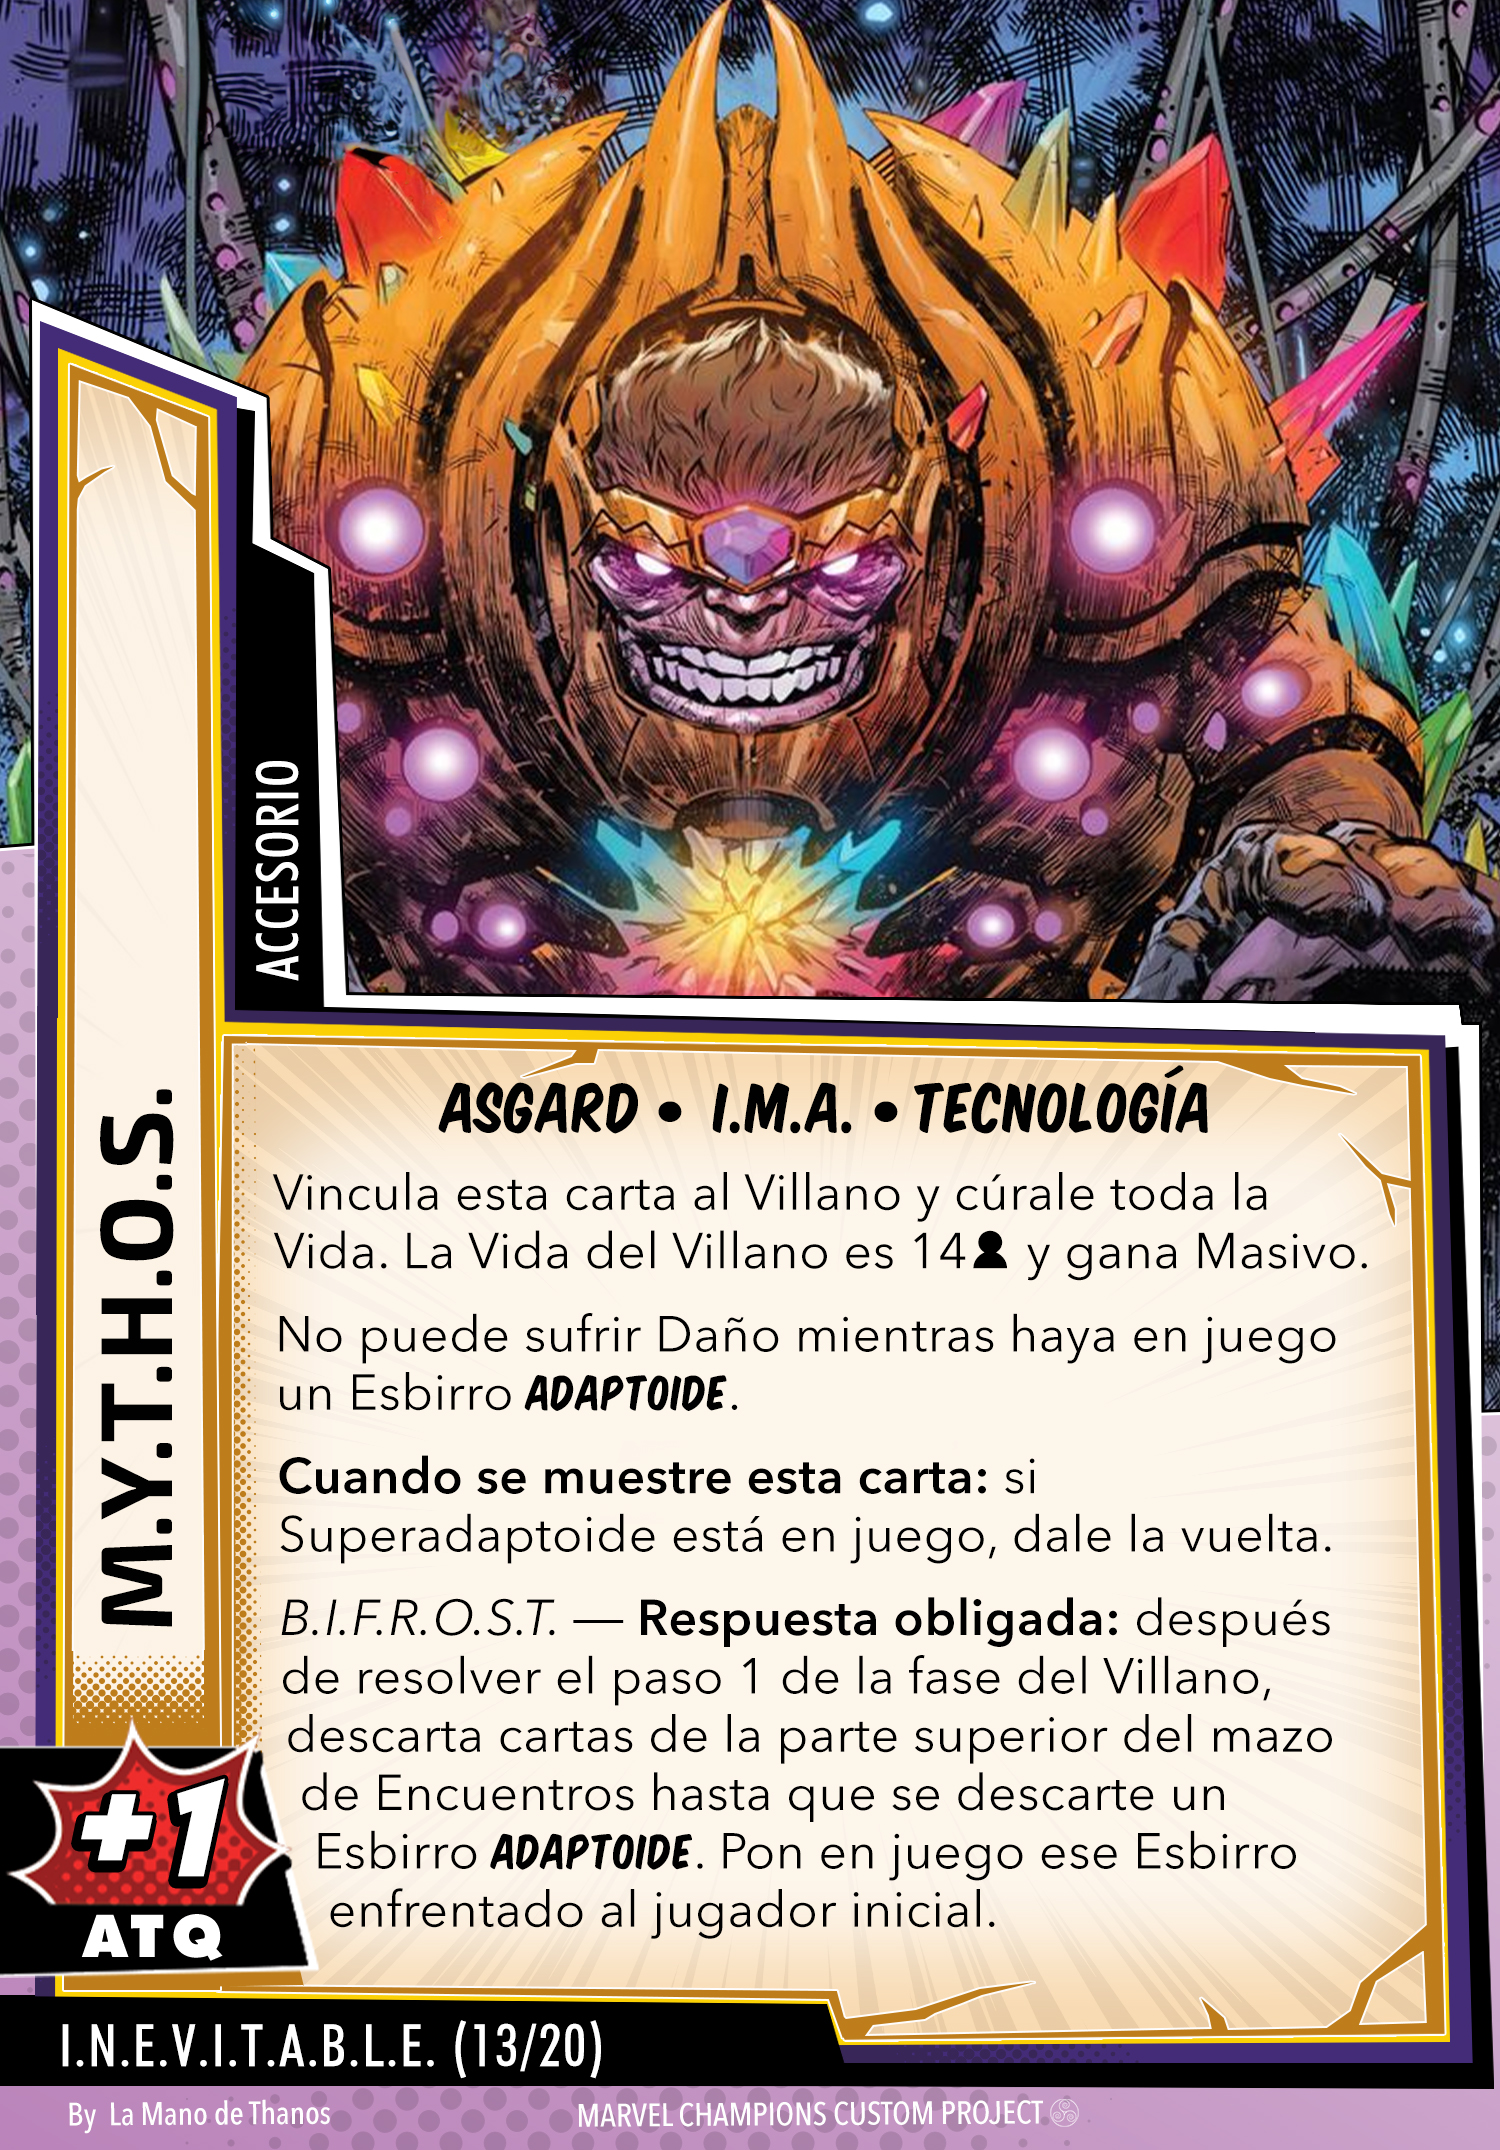 ACCESORIO
M.Y.T.H.O.S.
ASGARD • I.M.A. • TECNOLOGÍA
Vincula esta carta al Villano y cúrale toda la
Vida. La Vida del Villano es 14👤 y gana Masivo.
No puede sufrir Daño mientras haya en juego
un Esbirro ADAPTOIDE.
Cuando se muestre esta carta: si
Superadaptoide está en juego, dale la vuelta.
B.I.F.R.O.S.T. — Respuesta obligada: después
de resolver el paso 1 de la fase del Villano,
descarta cartas de la parte superior del mazo
de Encuentros hasta que se descarte un
Esbirro ADAPTOIDE. Pon en juego ese Esbirro
enfrentado al jugador inicial.
+1
ATQ
I.N.E.V.I.T.A.B.L.E. (13/20)
By La Mano de Thanos
MARVEL CHAMPIONS CUSTOM PROJECT